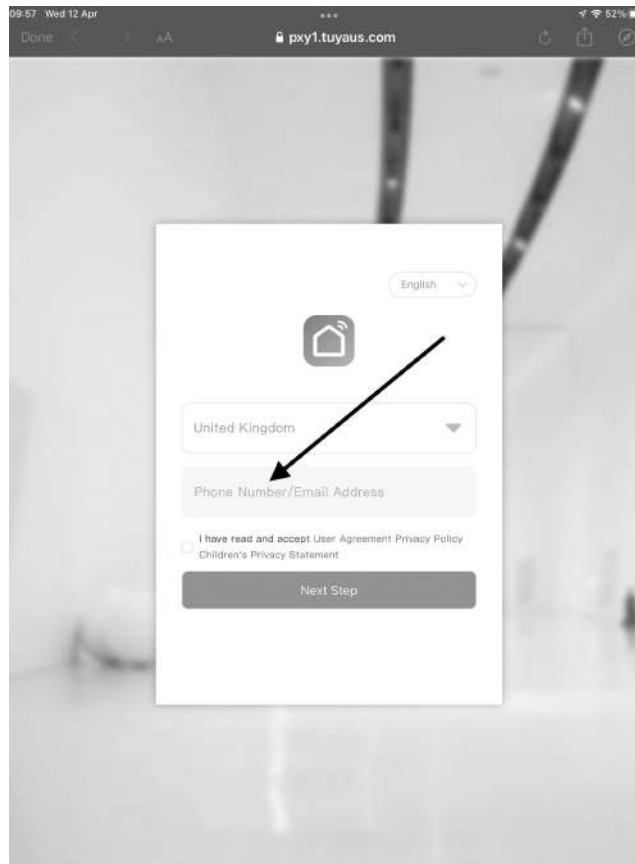 09:57 Wed 12 Apr
52%
Done
AA
pxy1.tuyaus.com
English
United Kingdom
Phone Number/Email Address
I have read and accept User Agreement Privacy Policy
Children's Privacy Statement
Next Step